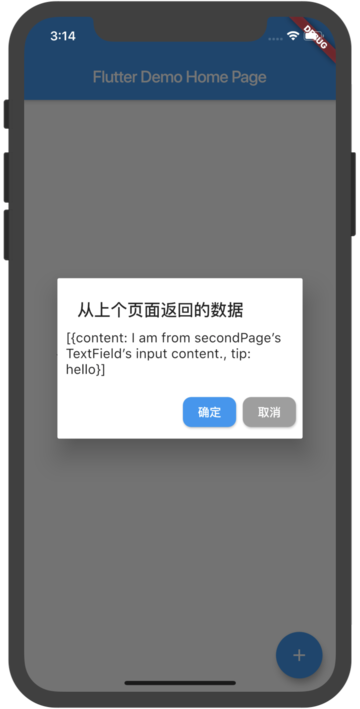 3:14
DEBUG
Flutter Demo Home Page
从上个页面返回的数据
[{content: I am from secondPage's
TextField's input content., tip:
hello}]
确定 取消